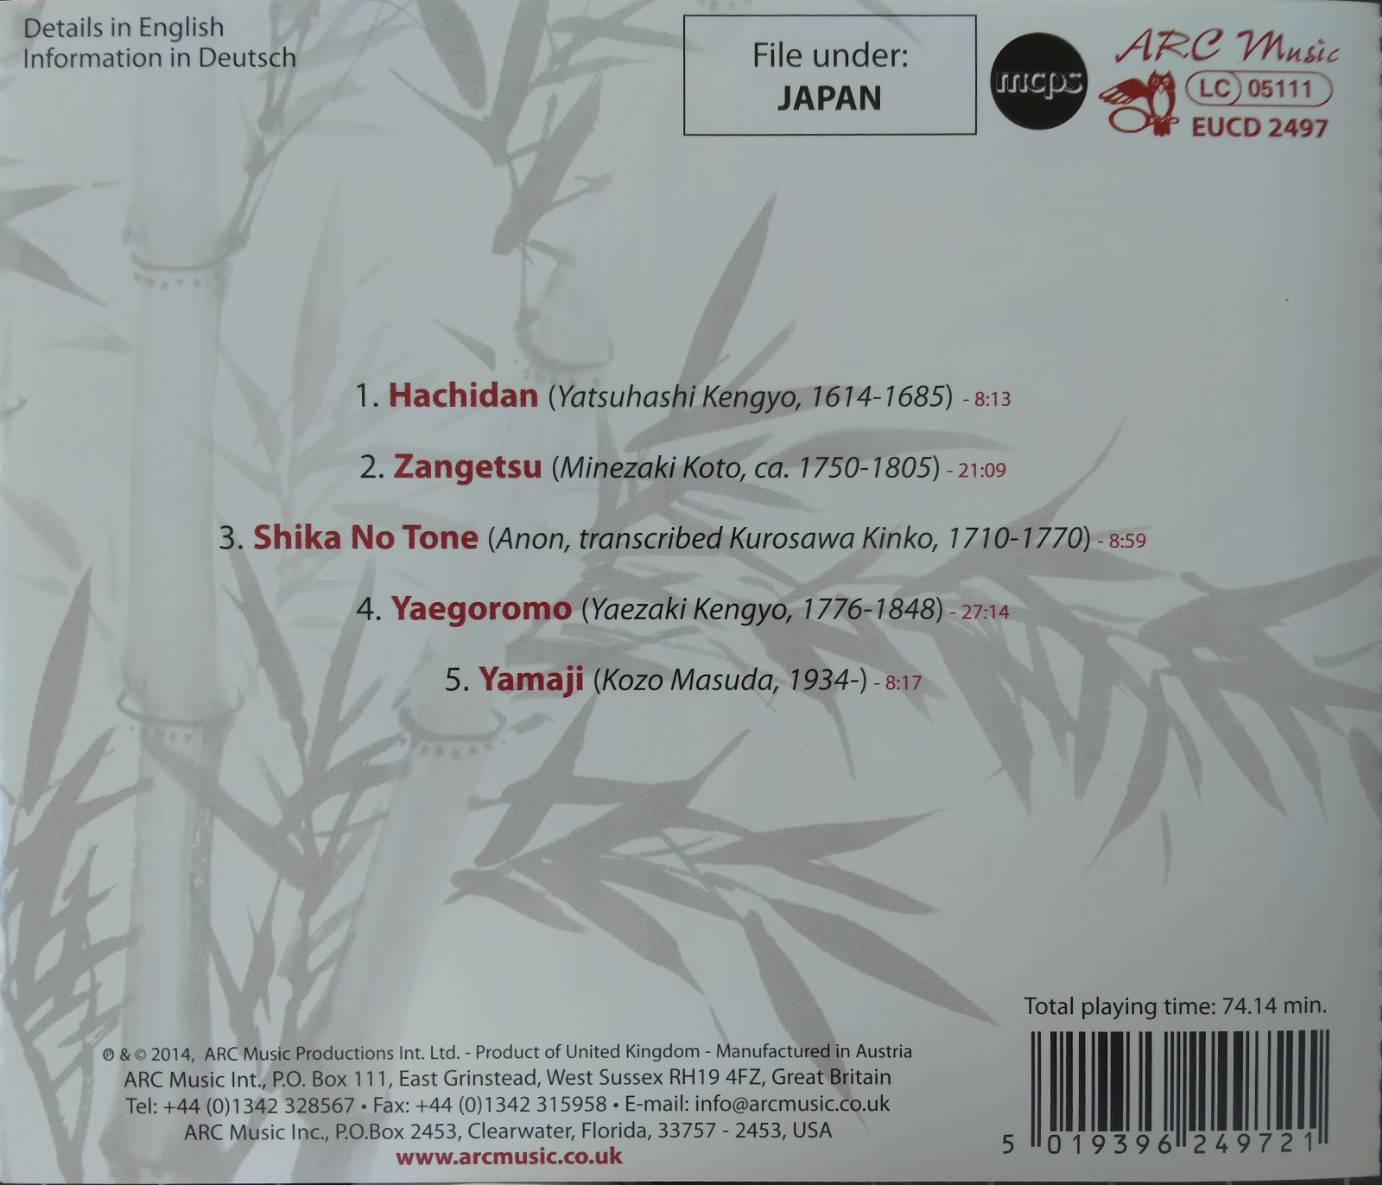 Details in English
Information in Deutsch
File under:
JAPAN
mcps
ARC Music
LC 05111
EUCD 2497
1. Hachidan (Yatsuhashi Kengyo, 1614-1685) - 8:13
2. Zangetsu (Minezaki Koto, ca. 1750-1805) - 21:09
3. Shika No Tone (Anon, transcribed Kurosawa Kinko, 1710-1770) - 8:59
4. Yaegoromo (Yaezaki Kengyo, 1776-1848) - 27:14
5. Yamaji (Kozo Masuda, 1934-) - 8:17
Total playing time: 74.14 min.
℗ & © 2014, ARC Music Productions Int. Ltd. - Product of United Kingdom - Manufactured in Austria
ARC Music Int., P.O. Box 111, East Grinstead, West Sussex RH19 4FZ, Great Britain
Tel: +44 (0)1342 328567 • Fax: +44 (0)1342 315958 • E-mail: info@arcmusic.co.uk
ARC Music Inc., P.O.Box 2453, Clearwater, Florida, 33757 - 2453, USA
www.arcmusic.co.uk
5 019396 249721